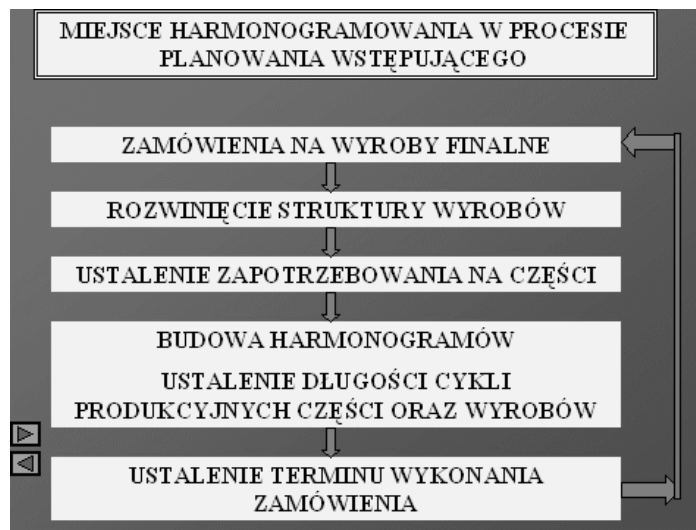 MIEJSCE HARMONOGRAMOWANIA W PROCESIE
PLANOWANIA WSTĘPUJĄCEGO
ZAMÓWIENIA NA WYROBY FINALNE
ROZWINIĘCIE STRUKTURY WYROBÓW
USTALENIE ZAPOTRZEBOWANIA NA CZĘŚCI
BUDOWA HARMONOGRAMÓW
USTALENIE DŁUGOŚCI CYKLI
PRODUKCYJNYCH CZĘŚCI ORAZ WYROBÓW
USTALENIE TERMINU WYKONANIA
ZAMÓWIENIA